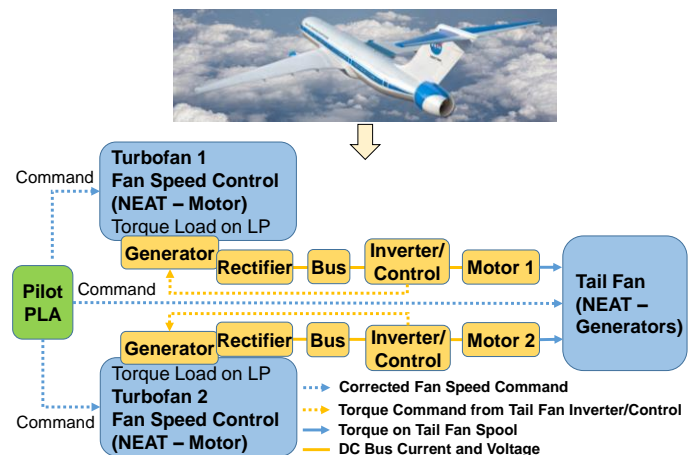 Turbofan 1
Fan Speed Control
(NEAT – Motor)
Torque Load on LP
Command
Generator
Rectifier
Bus
Inverter/
Control
Motor 1
Pilot
PLA
Command
Tail Fan
(NEAT –
Generators)
Generator
Rectifier
Bus
Inverter/
Control
Motor 2
Torque Load on LP
Turbofan 2
Fan Speed Control
(NEAT – Motor)
Command
Corrected Fan Speed Command
Torque Command from Tail Fan Inverter/Control
Torque on Tail Fan Spool
DC Bus Current and Voltage